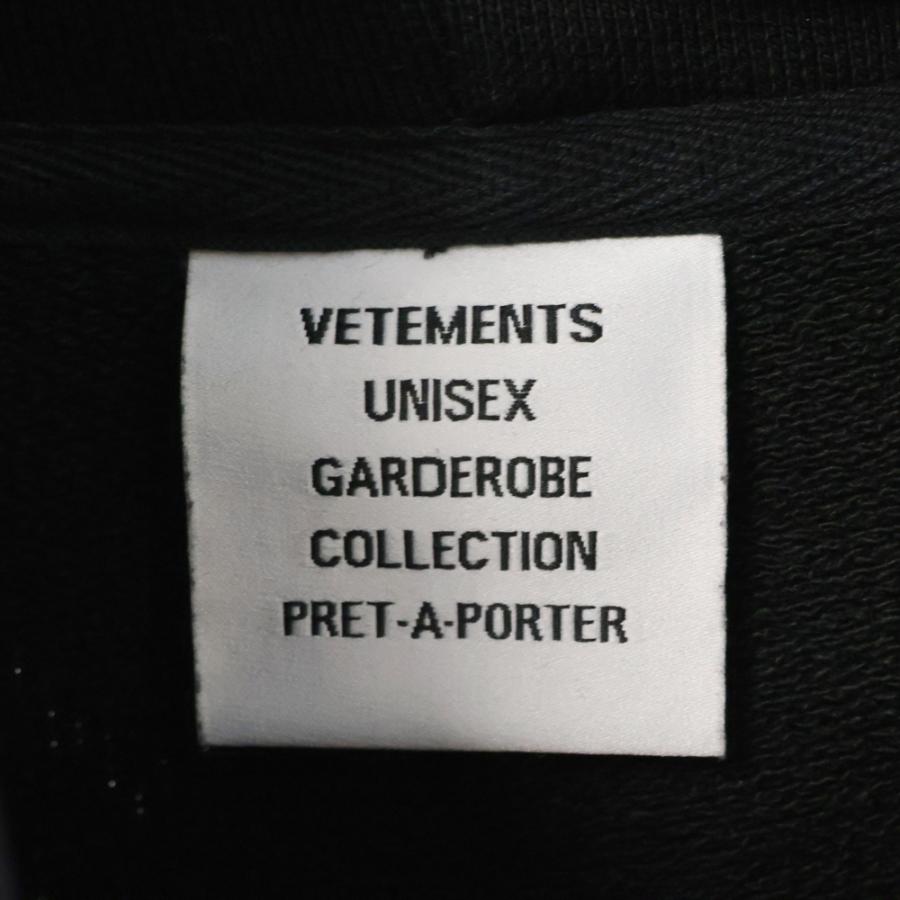 VETEMENTS
UNISEX
GARDEROBE
COLLECTION
PRET-A-PORTER